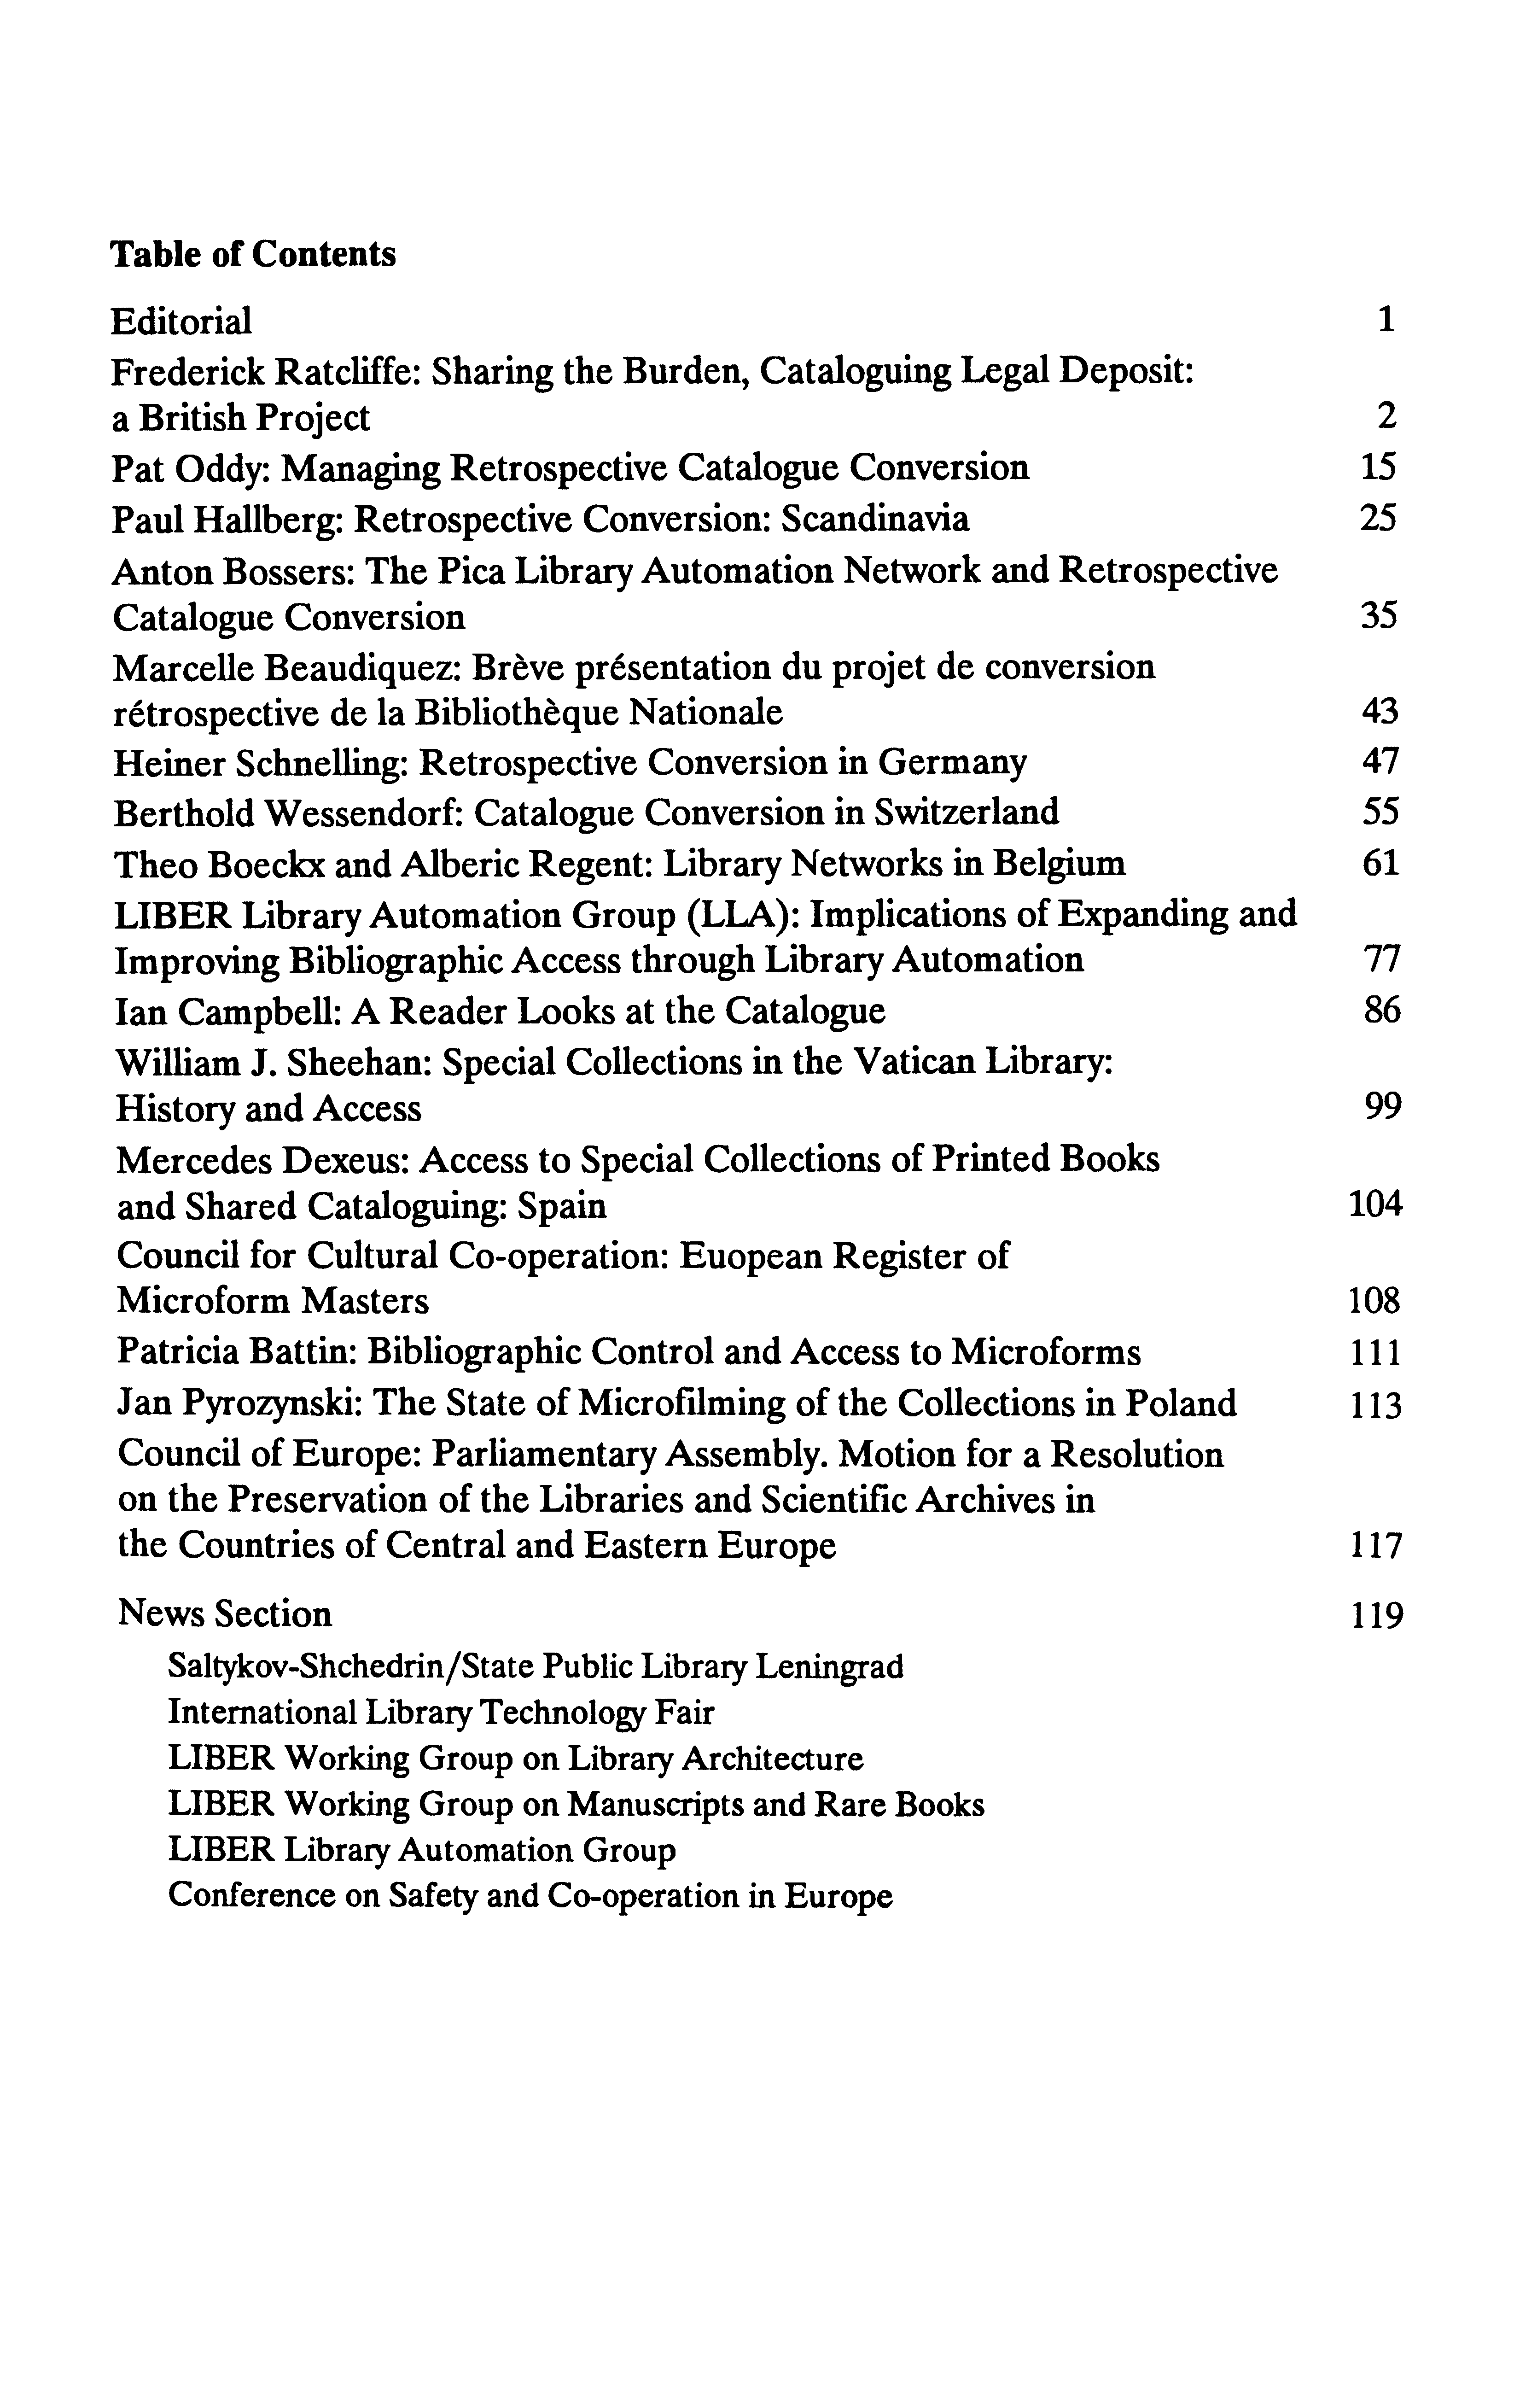 Table of Contents
Editorial 1
Frederick Ratcliffe: Sharing the Burden, Cataloguing Legal Deposit:
a British Project 2
Pat Oddy: Managing Retrospective Catalogue Conversion 15
Paul Hallberg: Retrospective Conversion: Scandinavia 25
Anton Bossers: The Pica Library Automation Network and Retrospective
Catalogue Conversion 35
Marcelle Beaudiquez: Brève présentation du projet de conversion
rétrospective de la Bibliothèque Nationale 43
Heiner Schnelling: Retrospective Conversion in Germany 47
Berthold Wessendorf: Catalogue Conversion in Switzerland 55
Theo Boeckx and Alberic Regent: Library Networks in Belgium 61
LIBER Library Automation Group (LLA): Implications of Expanding and
Improving Bibliographic Access through Library Automation 77
Ian Campbell: A Reader Looks at the Catalogue 86
William J. Sheehan: Special Collections in the Vatican Library:
History and Access 99
Mercedes Dexeus: Access to Special Collections of Printed Books
and Shared Cataloguing: Spain 104
Council for Cultural Co-operation: Euopean Register of
Microform Masters 108
Patricia Battin: Bibliographic Control and Access to Microforms 111
Jan Pyrozynski: The State of Microfilming of the Collections in Poland 113
Council of Europe: Parliamentary Assembly. Motion for a Resolution
on the Preservation of the Libraries and Scientific Archives in
the Countries of Central and Eastern Europe 117
News Section 119
Saltykov-Shchedrin/State Public Library Leningrad
International Library Technology Fair
LIBER Working Group on Library Architecture
LIBER Working Group on Manuscripts and Rare Books
LIBER Library Automation Group
Conference on Safety and Co-operation in Europe